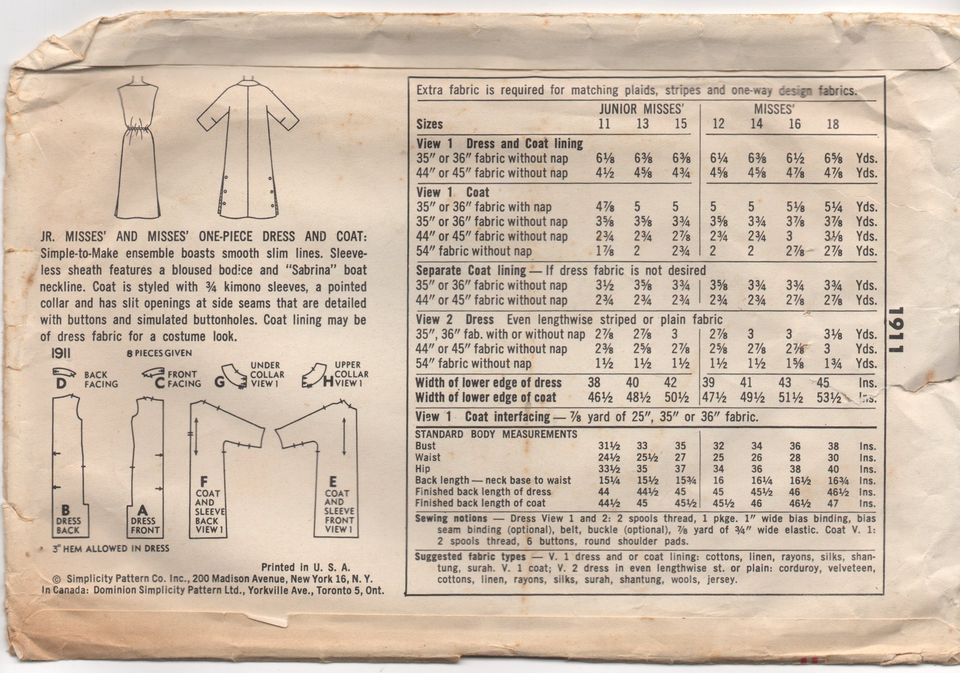 JR. MISSES' AND MISSES' ONE-PIECE DRESS AND COAT:
Simple-to-Make ensemble boasts smooth slim lines. Sleeve-
less sheath features a bloused bodice and "Sabrina" boat
neckline. Coat is styled with ¾ kimono sleeves, a pointed
collar and has slit openings at side seams that are detailed
with buttons and simulated buttonholes. Coat lining may be
of dress fabric for a costume look.
1911 8 PIECES GIVEN
D BACK FACING
C FRONT FACING
G UNDER COLLAR VIEW 1
H UPPER COLLAR VIEW 1
B DRESS BACK
A DRESS FRONT
F COAT AND SLEEVE BACK VIEW 1
E COAT AND SLEEVE FRONT VIEW 1
3" HEM ALLOWED IN DRESS
Printed in U. S. A.
© Simplicity Pattern Co. Inc., 200 Madison Avenue, New York 16, N. Y.
In Canada: Dominion Simplicity Pattern Ltd., Yorkville Ave., Toronto 5, Ont.
Extra fabric is required for matching plaids, stripes and one-way design fabrics.
JUNIOR MISSES' MISSES'
Sizes 11 13 15 12 14 16 18
View 1 Dress and Coat lining
35" or 36" fabric without nap 6⅛ 6⅜ 6⅜ 6¼ 6⅜ 6½ 6⅝ Yds.
44" or 45" fabric without nap 4½ 4⅝ 4¾ 4⅝ 4⅝ 4⅞ 4⅞ Yds.
View 1 Coat
35" or 36" fabric with nap 4⅞ 5 5 5 5 5⅛ 5¼ Yds.
35" or 36" fabric without nap 3⅝ 3⅝ 3¾ 3⅝ 3¾ 3⅞ 3⅞ Yds.
44" or 45" fabric without nap 2¾ 2¾ 2⅞ 2¾ 2¾ 3 3⅛ Yds.
54" fabric without nap 1⅞ 2 2¾ 2 2 2⅞ 2⅞ Yds.
Separate Coat lining — If dress fabric is not desired
35" or 36" fabric without nap 3½ 3⅝ 3¾ 3⅝ 3¾ 3¾ 3¾ Yds.
44" or 45" fabric without nap 2¾ 2¾ 2¾ 2¾ 2¾ 2⅞ 2⅞ Yds.
View 2 Dress Even lengthwise striped or plain fabric
35", 36" fab. with or without nap 2⅞ 2⅞ 3 2⅞ 3 3 3⅛ Yds.
44" or 45" fabric without nap 2⅜ 2⅝ 2⅞ 2⅝ 2⅞ 2⅞ 3 Yds.
54" fabric without nap 1½ 1½ 1½ 1½ 1½ 1⅝ 1¾ Yds.
Width of lower edge of dress 38 40 42 39 41 43 45 Ins.
Width of lower edge of coat 46½ 48½ 50½ 47½ 49½ 51½ 53½ Ins.
View 1 Coat interfacing — ⅞ yard of 25", 35" or 36" fabric.
STANDARD BODY MEASUREMENTS
Bust 31½ 33 35 32 34 36 38 Ins.
Waist 24½ 25½ 27 25 26 28 30 Ins.
Hip 33½ 35 37 34 36 38 40 Ins.
Back length — neck base to waist 15¼ 15½ 15¾ 16 16¼ 16½ 16¾ Ins.
Finished back length of dress 44 44½ 45 45 45½ 46 46½ Ins.
Finished back length of coat 44½ 45 45½ 45½ 46 46½ 47 Ins.
Sewing notions — Dress View 1 and 2: 2 spools thread, 1 pkge. 1" wide bias binding, bias
seam binding (optional), belt, buckle (optional), ⅞ yard of ¾" wide elastic. Coat V. 1:
2 spools thread, 6 buttons, round shoulder pads.
Suggested fabric types — V. 1 dress and or coat lining: cottons, linen, rayons, silks, shan-
tung, surah. V. 1 coat; V. 2 dress in even lengthwise st. or plain: corduroy, velveteen,
cottons, linen, rayons, silks, surah, shantung, wools, jersey.
1911